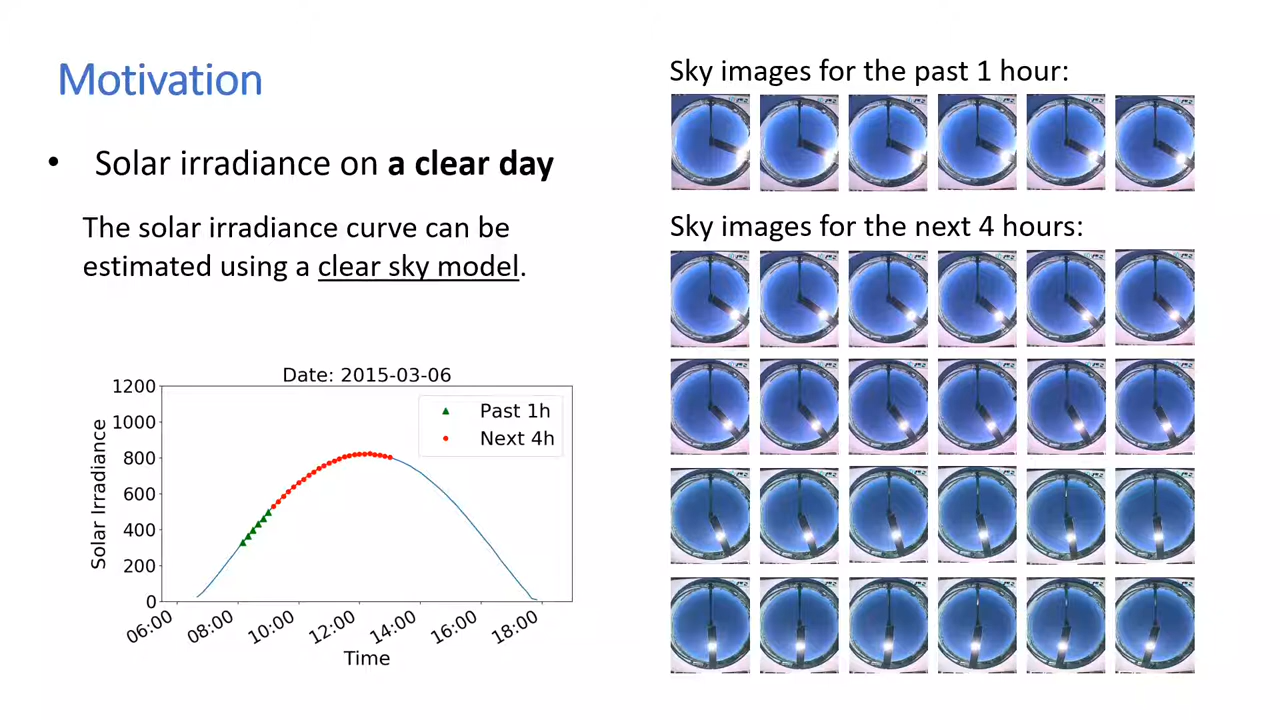 Motivation
• Solar irradiance on a clear day
The solar irradiance curve can be
estimated using a clear sky model.
Date: 2015-03-06
1200
1000
800
600
400
200
0
Solar Irradiance
Past 1h
Next 4h
06:00
08:00
10:00
12:00
14:00
16:00
18:00
Time
Sky images for the past 1 hour:
Sky images for the next 4 hours: